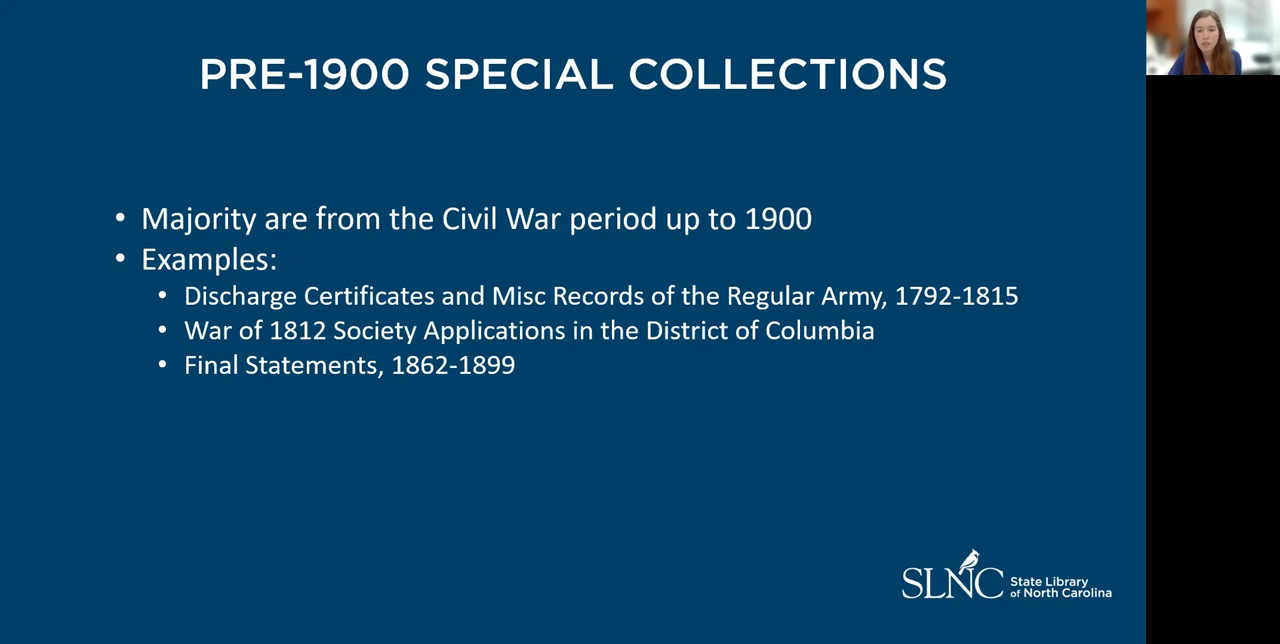 PRE-1900 SPECIAL COLLECTIONS
• Majority are from the Civil War period up to 1900
• Examples:
• Discharge Certificates and Misc Records of the Regular Army, 1792-1815
• War of 1812 Society Applications in the District of Columbia
• Final Statements, 1862-1899
SLNC
State Library
of North Carolina